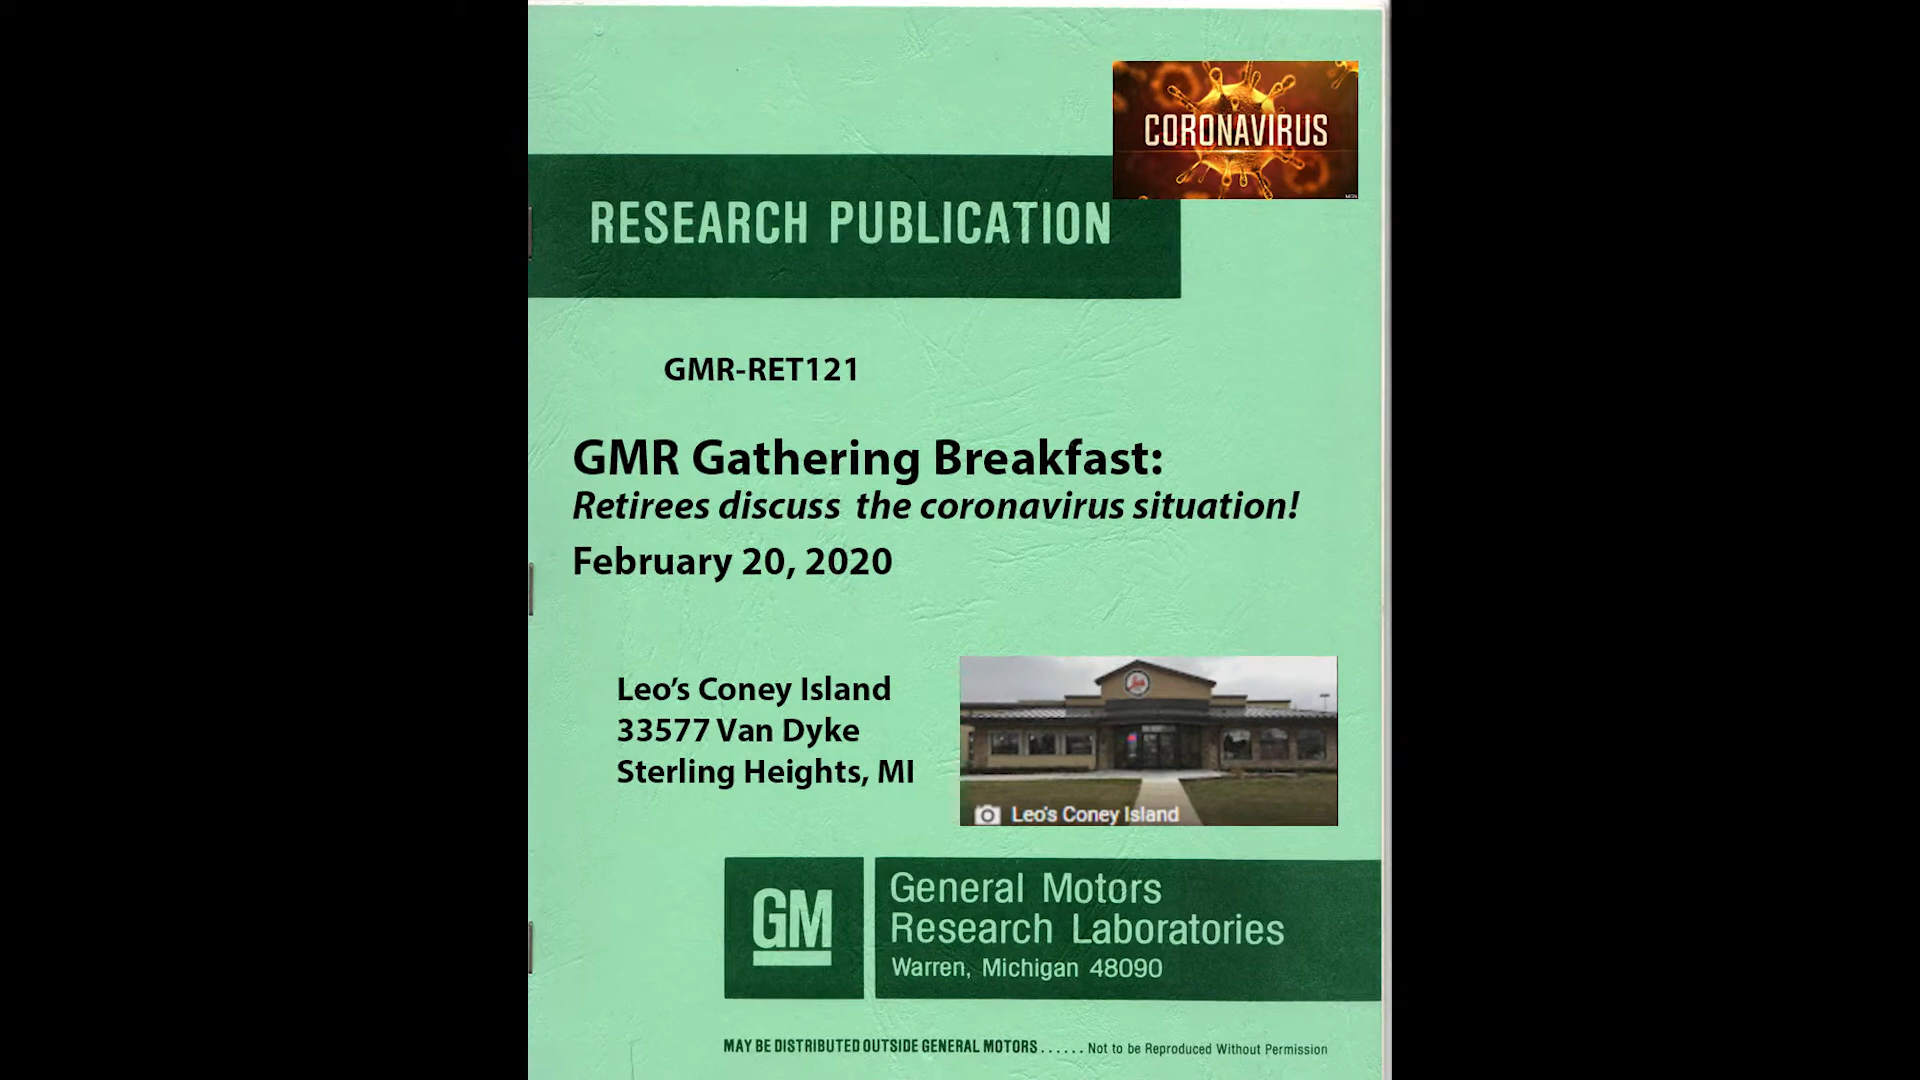 CORONAVIRUS
RESEARCH PUBLICATION
GMR-RET121
GMR Gathering Breakfast:
Retirees discuss the coronavirus situation!
February 20, 2020
Leo's
Leo’s Coney Island
33577 Van Dyke
Sterling Heights, MI
Leo's Coney Island
GM
General Motors
Research Laboratories
Warren, Michigan 48090
MAY BE DISTRIBUTED OUTSIDE GENERAL MOTORS ...... Not to be Reproduced Without Permission